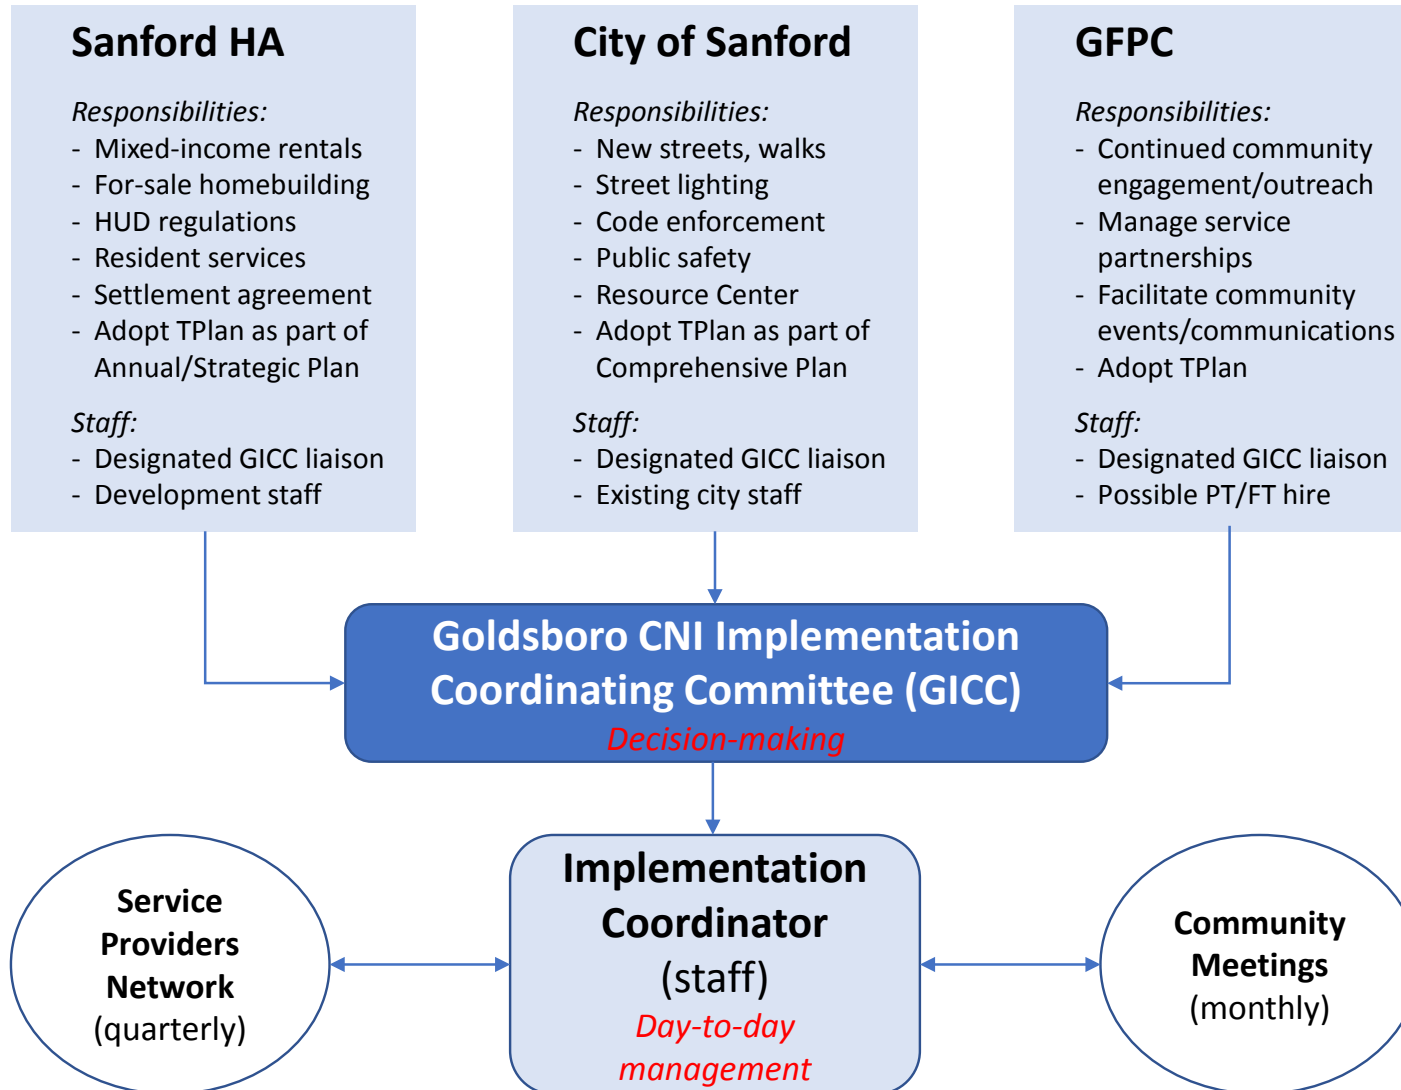 Sanford HA
Responsibilities:
- Mixed-income rentals
- For-sale homebuilding
- HUD regulations
- Resident services
- Settlement agreement
- Adopt TPlan as part of
Annual/Strategic Plan
Staff:
- Designated GICC liaison
- Development staff
City of Sanford
Responsibilities:
- New streets, walks
- Street lighting
- Code enforcement
- Public safety
- Resource Center
- Adopt TPlan as part of
Comprehensive Plan
Staff:
- Designated GICC liaison
- Existing city staff
GFPC
Responsibilities:
- Continued community
engagement/outreach
- Manage service
partnerships
- Facilitate community
events/communications
- Adopt TPlan
Staff:
- Designated GICC liaison
- Possible PT/FT hire
Goldsboro CNI Implementation
Coordinating Committee (GICC)
Decision-making
Service
Providers
Network
(quarterly)
Implementation
Coordinator
(staff)
Day-to-day
management
Community
Meetings
(monthly)